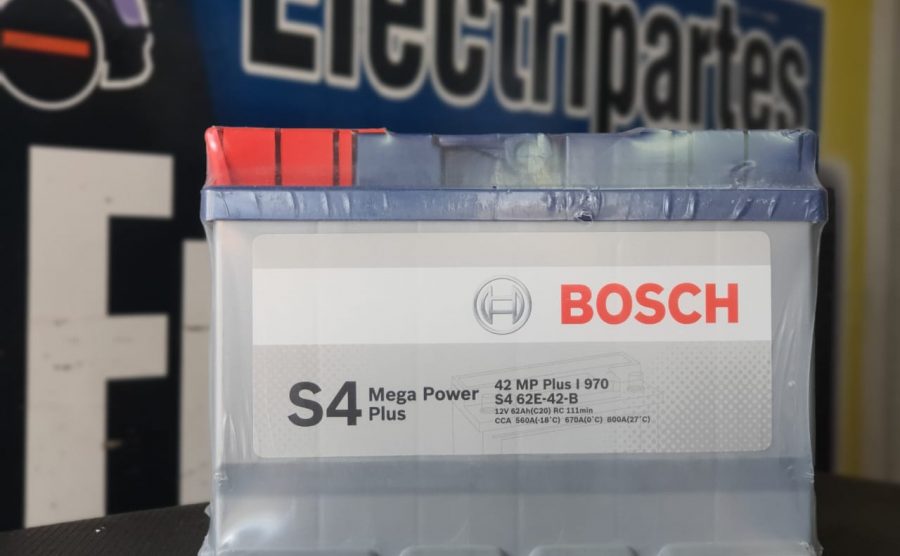 Electripartes
BOSCH
S4 Mega Power
Plus
42 MP Plus I 970
S4 62E-42-B
12V 62Ah(C20) RC 111min
CCA 560A(-18°C) 670A(0°C) 800A(27°C)